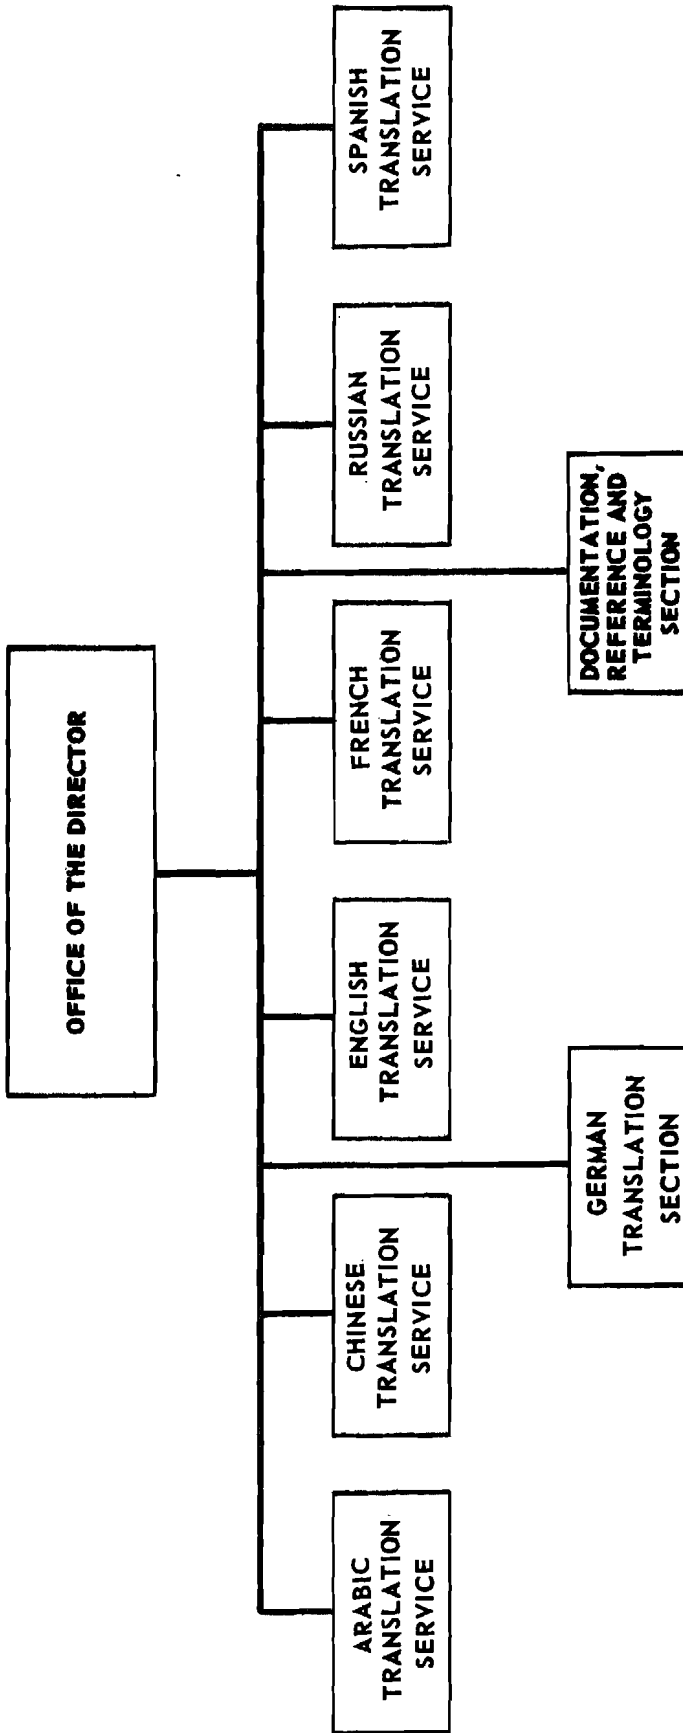 OFFICE OF THE DIRECTOR
ARABIC
TRANSLATION
SERVICE
CHINESE
TRANSLATION
SERVICE
ENGLISH
TRANSLATION
SERVICE
FRENCH
TRANSLATION
SERVICE
RUSSIAN
TRANSLATION
SERVICE
SPANISH
TRANSLATION
SERVICE
GERMAN
TRANSLATION
SECTION
DOCUMENTATION,
REFERENCE AND
TERMINOLOGY
SECTION